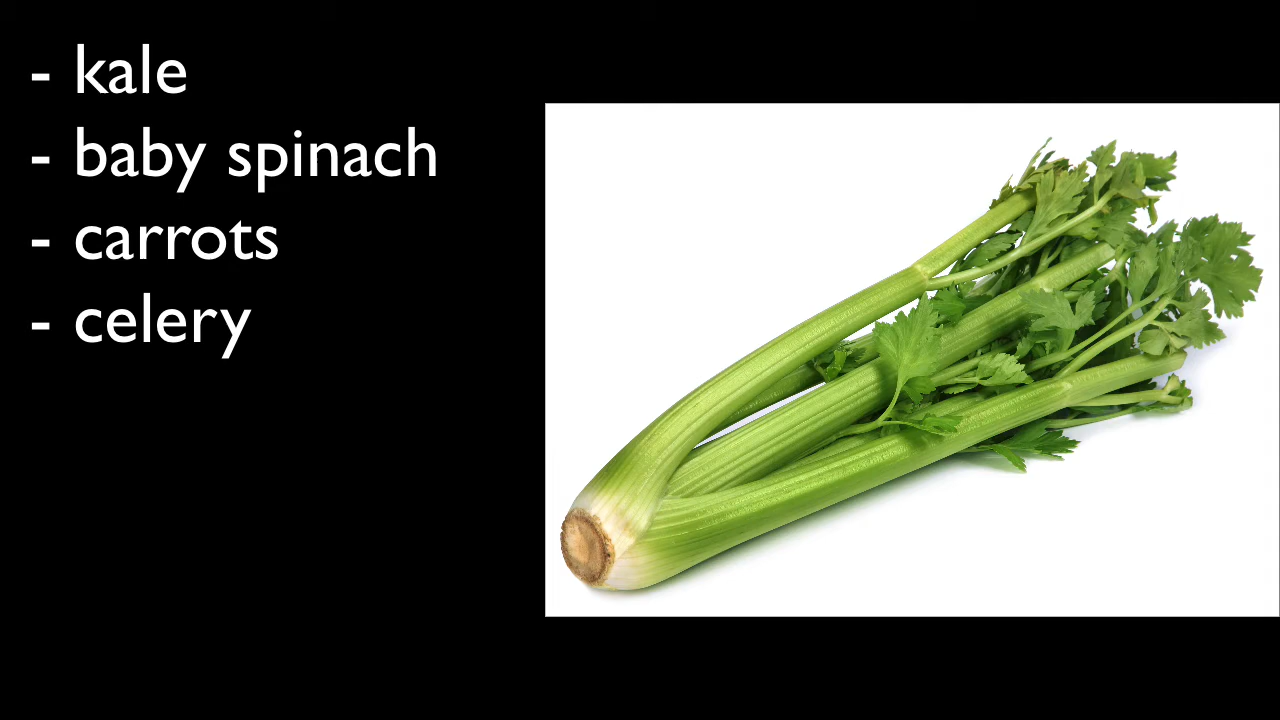 - kale
- baby spinach
- carrots
- celery